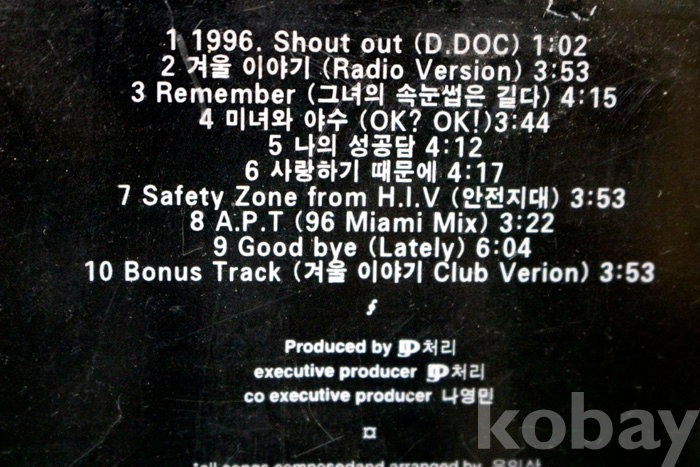 1 1996. Shout out (D.DOC) 1:02
2 겨울 이야기 (Radio Version) 3:53
3 Remember (그녀의 속눈썹은 길다) 4:15
4 미녀와 야수 (OK? OK!)3:44
5 나의 성공담 4:12
6 사랑하기 때문에 4:17
7 Safety Zone from H.I.V (안전지대) 3:53
8 A.P.T (96 Miami Mix) 3:22
9 Good bye (Lately) 6:04
10 Bonus Track (겨울 이야기 Club Verion) 3:53
Produced by 처리
executive producer 처리
co executive producer 나영민
all songs composedand arranged by
kobay